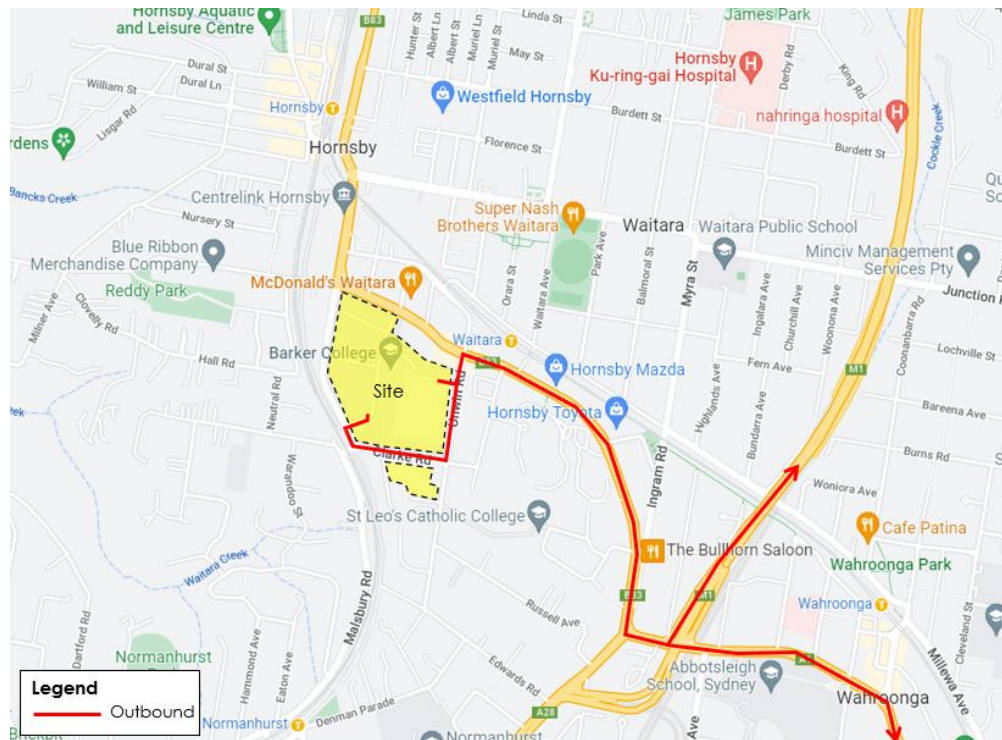 Hornsby Aquatic
and Leisure Centre
B83
Hunter St
Albert Ln
Albert St
Muriel Ln
Muriel St
Linda St
May St
James Park
Hornsby
Ku-ring-gai Hospital
Derby Rd
King Rd
Dural St
Dural Ln
William St
Lisgar Rd
Hornsby
Westfield Hornsby
Burdett St
nahringa hospital
Cockle Creek
rdens
Hornsby
Florence St
Burdett St
Bancks Creek
Centrelink Hornsby
Nursery St
Super Nash
Brothers Waitara
Waitara
Waitara Public School
Blue Ribbon
Merchandise Company
Park Ave
Minciv Management
Services Pty
Reddy Park
McDonald's Waitara
Orara St
Waitara Ave
Balmoral St
Myra St
Ingalara Ave
Churchill Ave
Woonona Ave
Coonanbarra Rd
Junction
Milner Ave
Clovelly Rd
Hall Rd
Waitara
Lochville St
Barker College
Fern Ave
M1
Neutral Rd
Site
Unwin Rd
Hornsby Mazda
Hornsby Toyota
Highlands Ave
Bundarra Ave
Bareena Ave
Clarke Rd
Ingram Rd
Burns Rd
Warandoo St
Woniora Ave
St Leo's Catholic College
Cafe Patina
Waitara Creek
The Bullhorn Saloon
Wahroonga Park
Malsbury Rd
B83
M1
Wahroonga
Russell Ave
Cleveland St
Dartford Rd
Normanhurst
Hammond Ave
Eaton Ave
Edwards Rd
Abbotsleigh
School, Sydney
Millewa Ave
Wahroonga
Legend
Outbound
Normanhurst
Denman Parade
A28
Ave
Normanhurst